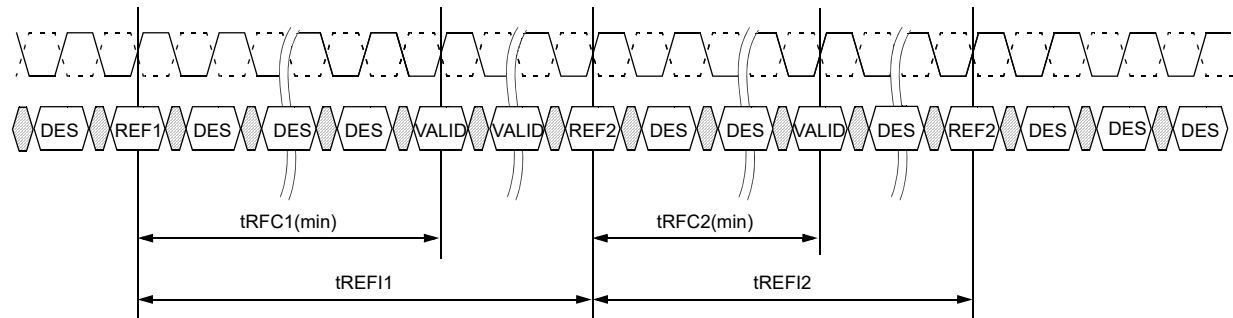 DES REF1 DES DES DES VALID VALID REF2 DES DES VALID DES REF2 DES DES DES
tRFC1(min) tRFC2(min)
tREFI1 tREFI2